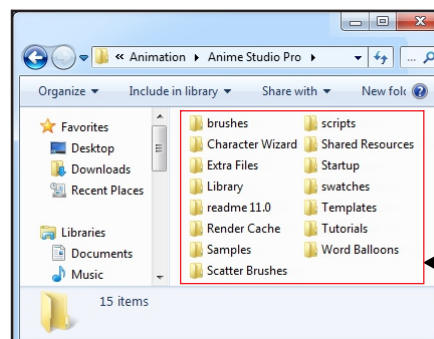 « Animation ▸ Anime Studio Pro ▸
...
Organize ▼ Include in library ▼ Share with ▼ New folc
Favorites
Desktop
Downloads
Recent Places
Libraries
Documents
Music
brushes
Character Wizard
Extra Files
Library
readme 11.0
Render Cache
Samples
Scatter Brushes
scripts
Shared Resources
Startup
swatches
Templates
Tutorials
Word Balloons
15 items